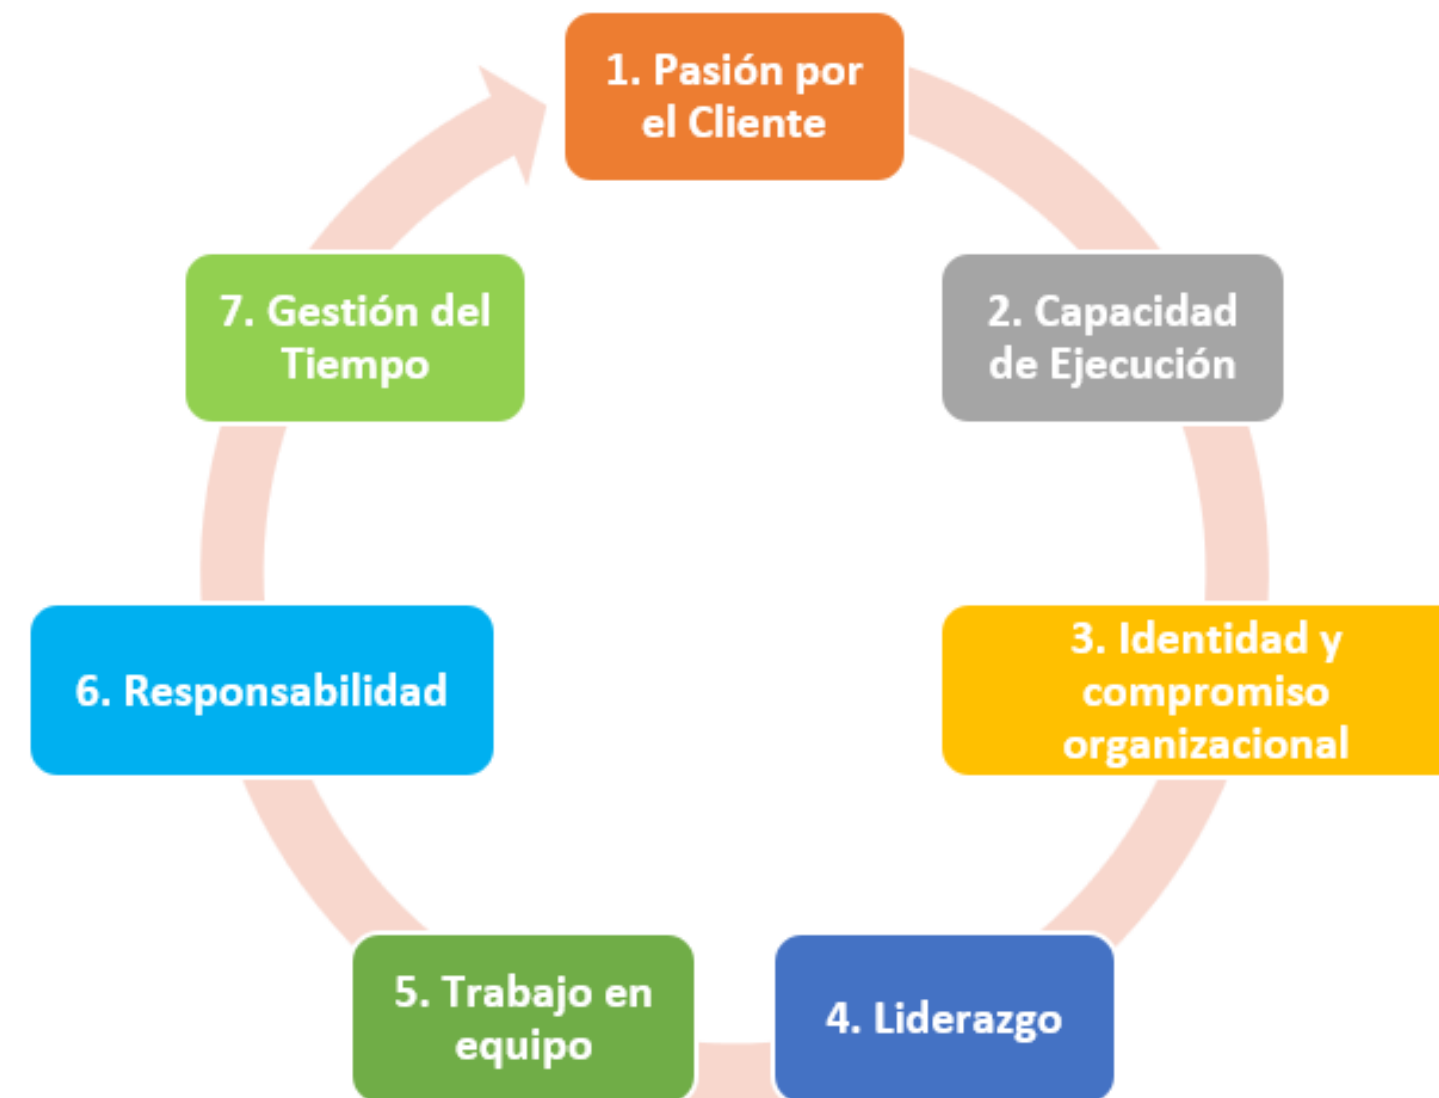 1. Pasión por
el Cliente
2. Capacidad
de Ejecución
3. Identidad y
compromiso
organizacional
4. Liderazgo
5. Trabajo en
equipo
6. Responsabilidad
7. Gestión del
Tiempo